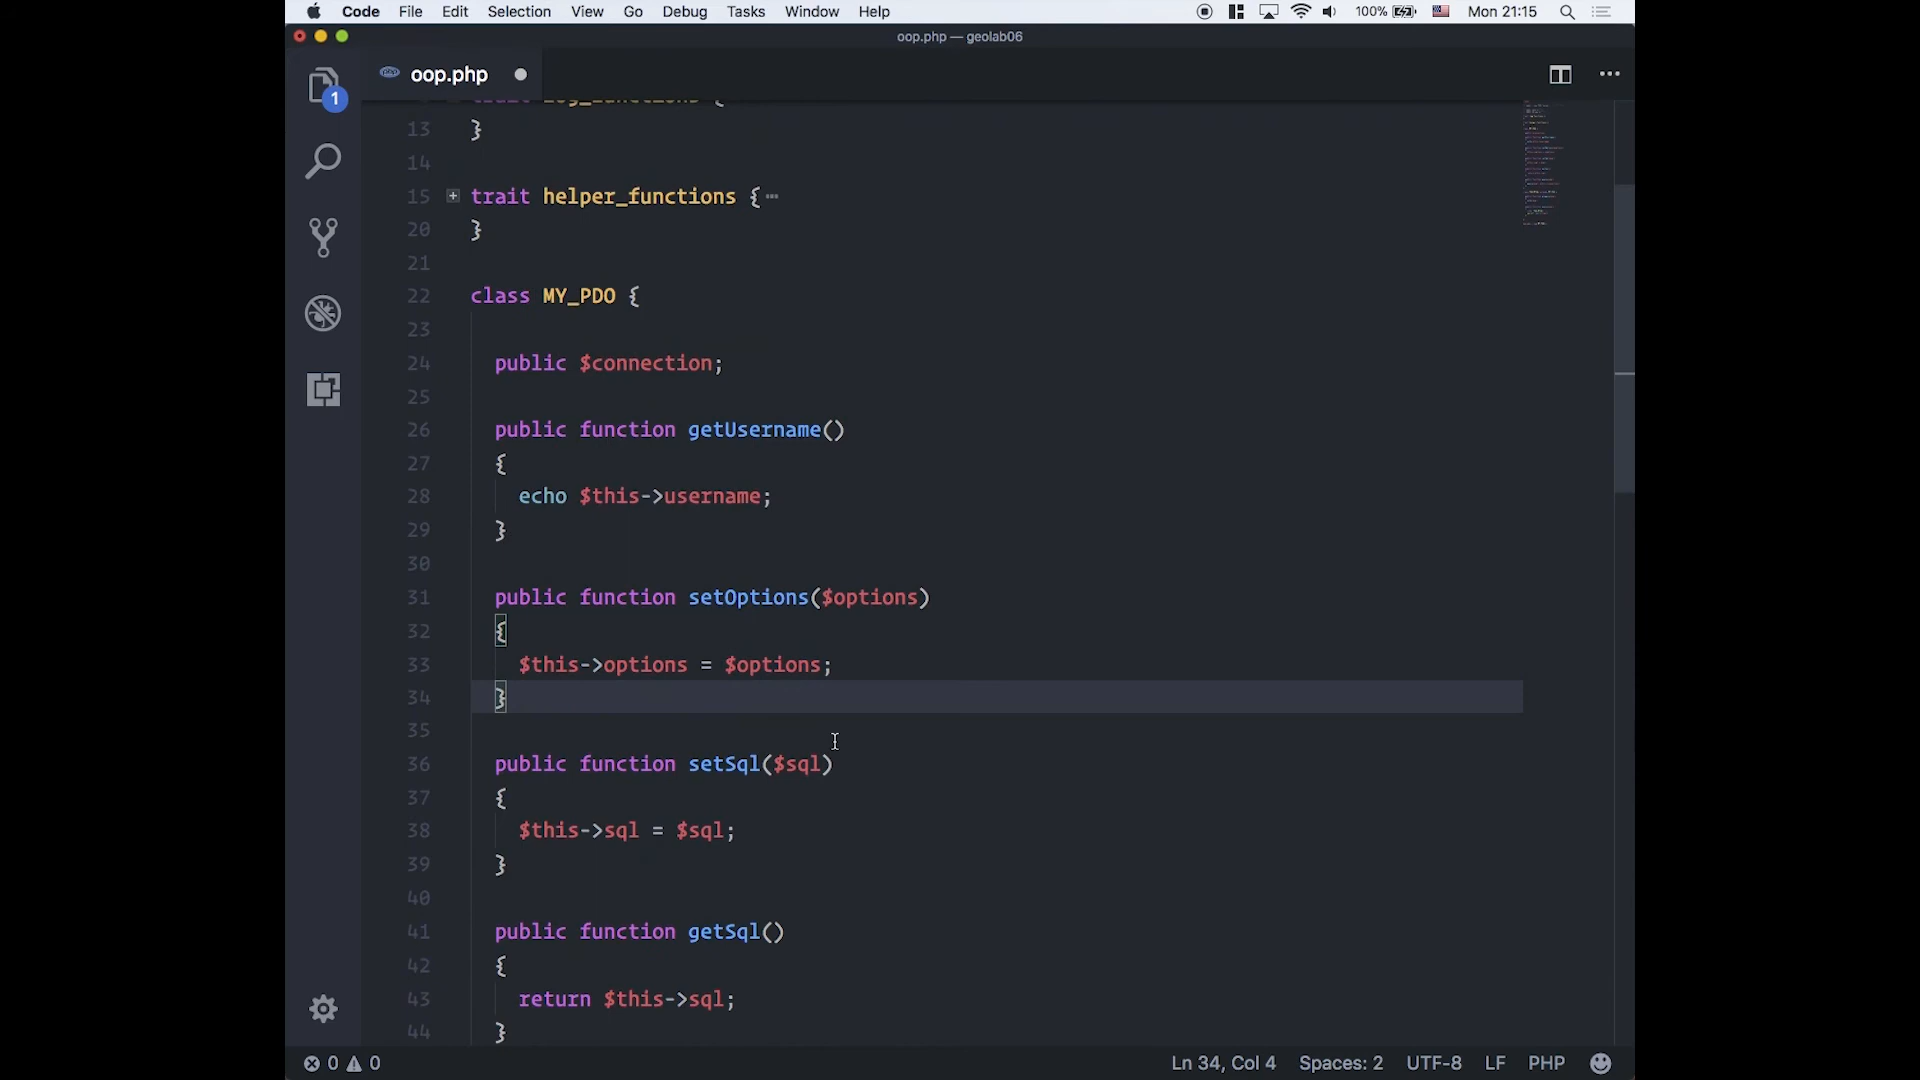 Code File Edit Selection View Go Debug Tasks Window Help 100% Mon 21:15
oop.php — geolab06
php oop.php
1
13 }
14
15 trait helper_functions {
20 }
21
22 class MY_PDO {
23
24 public $connection;
25
26 public function getUsername()
27 {
28 echo $this->username;
29 }
30
31 public function setOptions($options)
32 {
33 $this->options = $options;
34 }
35
36 public function setSql($sql)
37 {
38 $this->sql = $sql;
39 }
40
41 public function getSql()
42 {
43 return $this->sql;
44 }
0 0 Ln 34, Col 4 Spaces: 2 UTF-8 LF PHP